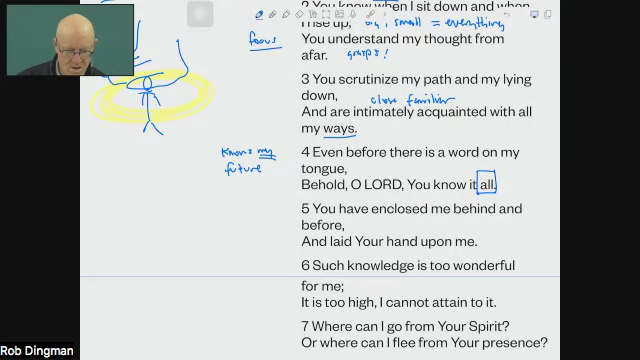 2 You know when I sit down and when
I rise up; small = everything
focus
You understand my thought from
afar. grasps!
3 You scrutinize my path and my lying
down,
close familiar
And are intimately acquainted with all
my ways.
Knows my
future
4 Even before there is a word on my
tongue,
Behold, O LORD, You know it all.
5 You have enclosed me behind and
before,
And laid Your hand upon me.
6 Such knowledge is too wonderful
for me;
It is too high, I cannot attain to it.
7 Where can I go from Your Spirit?
Or where can I flee from Your presence?
Rob Dingman